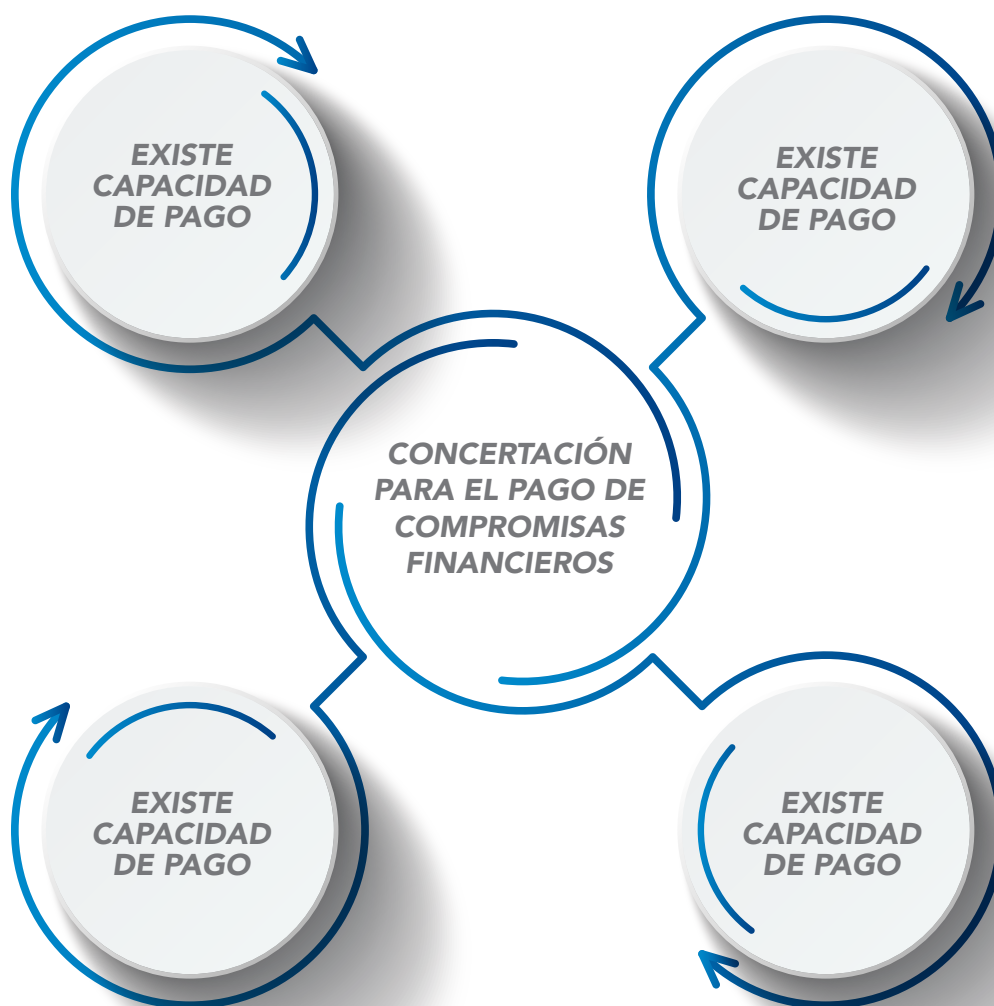 EXISTE
CAPACIDAD
DE PAGO
EXISTE
CAPACIDAD
DE PAGO
CONCERTACIÓN
PARA EL PAGO DE
COMPROMISAS
FINANCIEROS
EXISTE
CAPACIDAD
DE PAGO
EXISTE
CAPACIDAD
DE PAGO